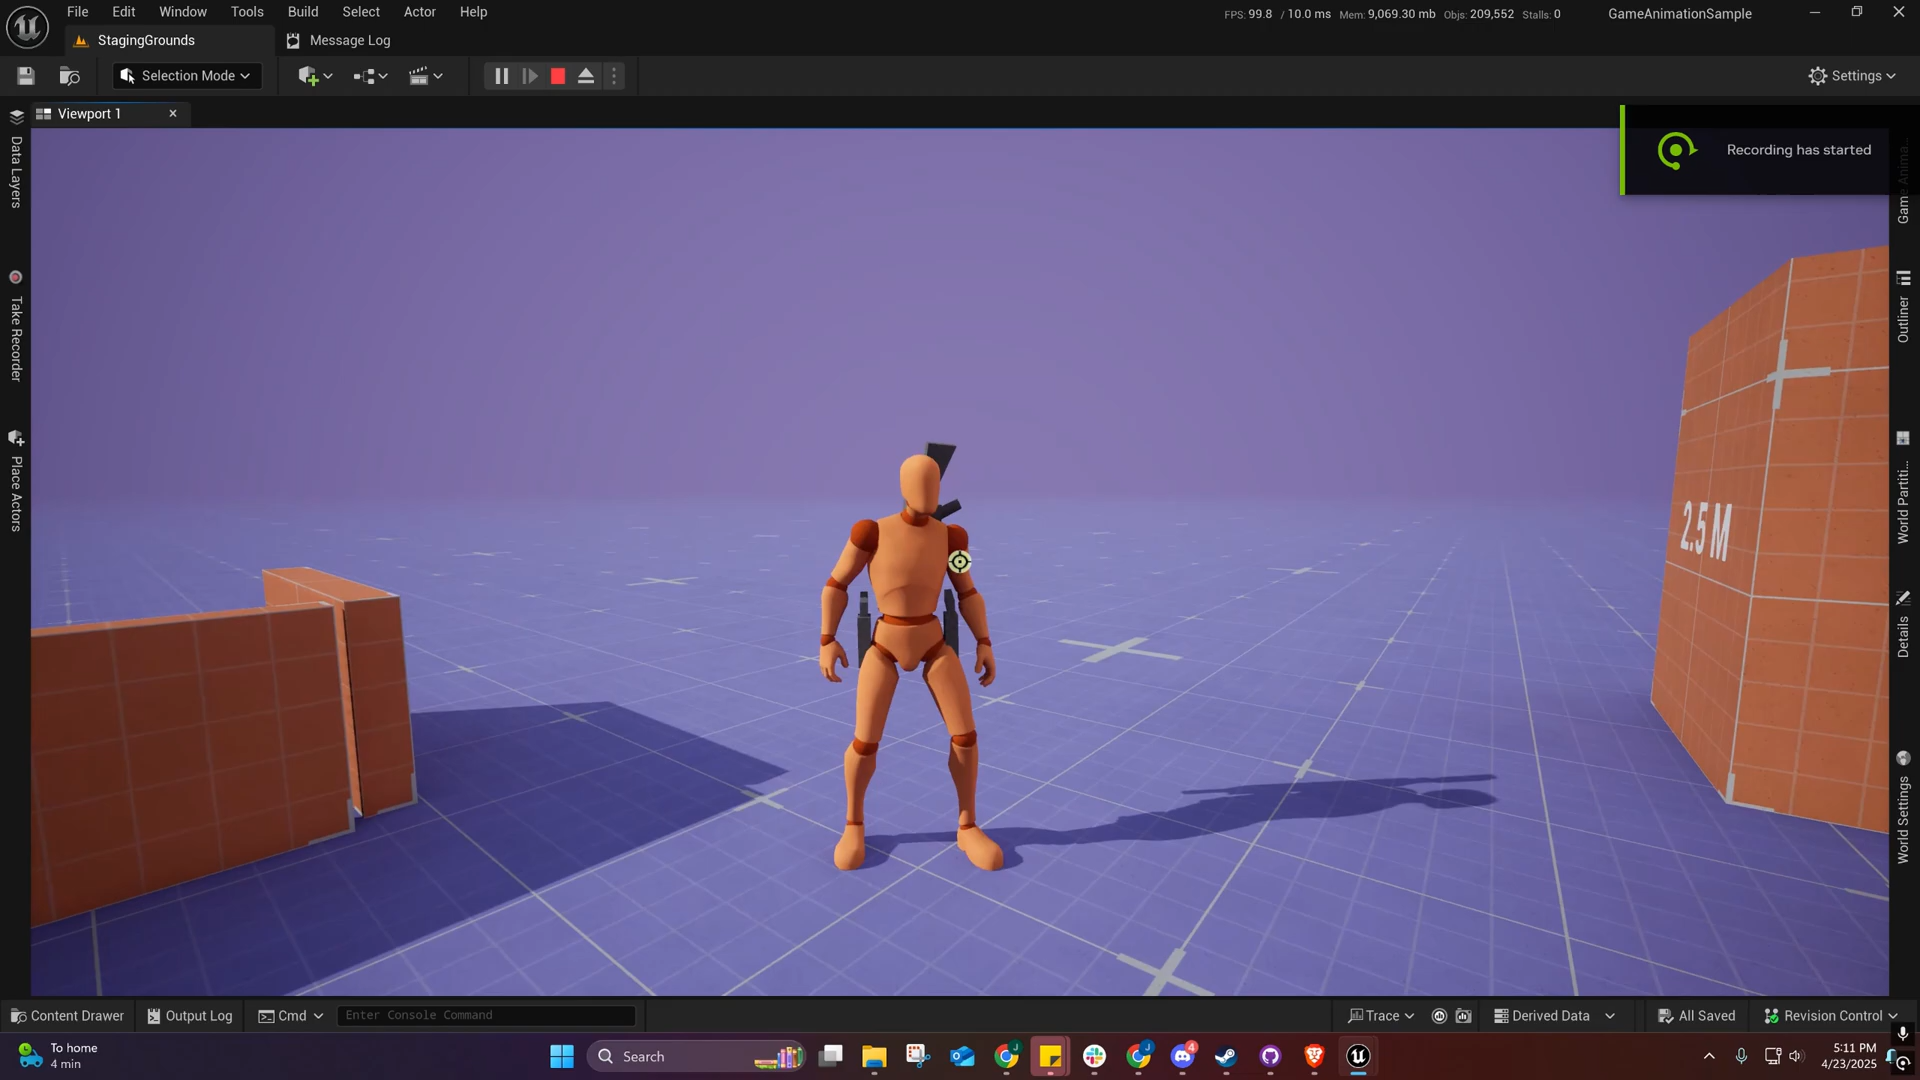 File Edit Window Tools Build Select Actor Help
FPS: 99.8 / 10.0 ms Mem: 9,069.30 mb Objs: 209,552 Stalls: 0
GameAnimationSample
StagingGrounds
Message Log
Selection Mode
Settings
Viewport 1
Recording has started
Data Layers
Take Recorder
Place Actors
Game Anima...
Outliner
World Partiti...
Details
World Settings
2.5 M
Content Drawer
Output Log
Cmd
Enter Console Command
Trace
Derived Data
All Saved
Revision Control
To home
4 min
Search
J
J
4
5:11 PM
4/23/2025